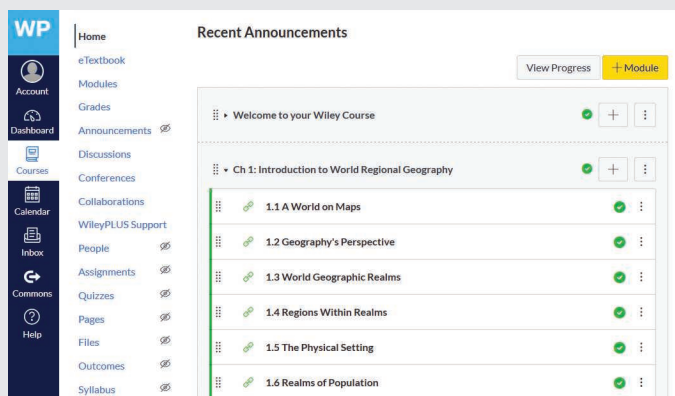 WP
Account
Dashboard
Courses
Calendar
Inbox
Commons
Help
Home
eTextbook
Modules
Grades
Announcements
Discussions
Conferences
Collaborations
WileyPLUS Support
People
Assignments
Quizzes
Pages
Files
Outcomes
Syllabus
Recent Announcements
View Progress + Module
Welcome to your Wiley Course
Ch 1: Introduction to World Regional Geography
1.1 A World on Maps
1.2 Geography's Perspective
1.3 World Geographic Realms
1.4 Regions Within Realms
1.5 The Physical Setting
1.6 Realms of Population